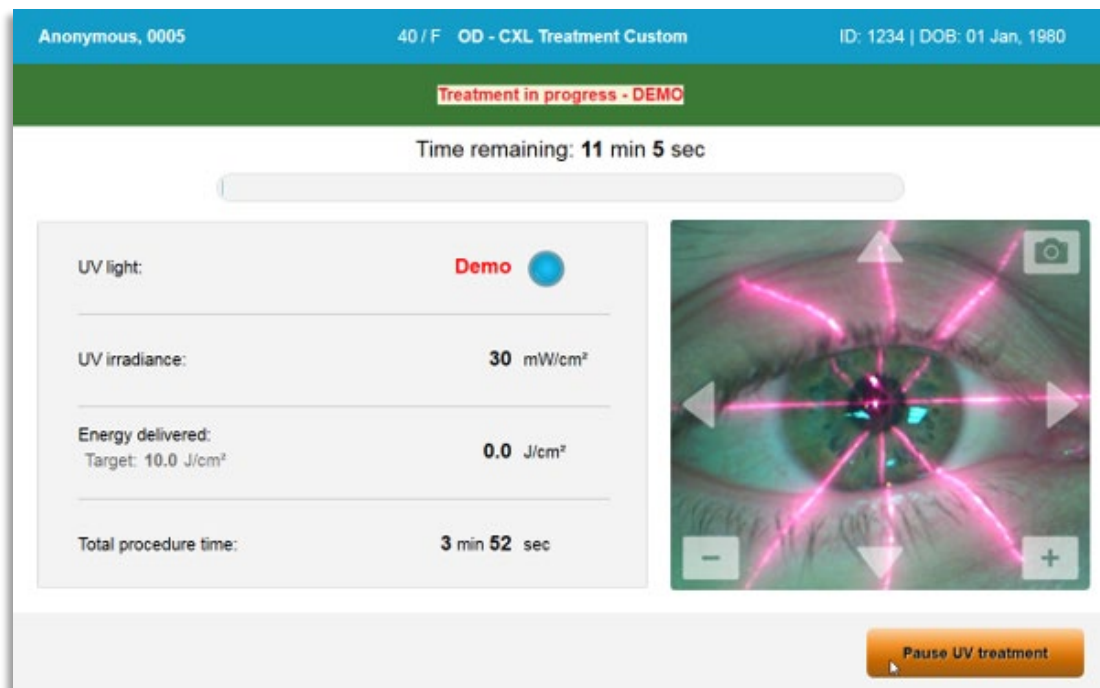 Anonymous, 0005 40 / F OD - CXL Treatment Custom ID: 1234 | DOB: 01 Jan, 1980
Treatment in progress - DEMO
Time remaining: 11 min 5 sec
UV light: Demo
UV irradiance: 30 mW/cm²
Energy delivered:
Target: 10.0 J/cm² 0.0 J/cm²
Total procedure time: 3 min 52 sec
Pause UV treatment